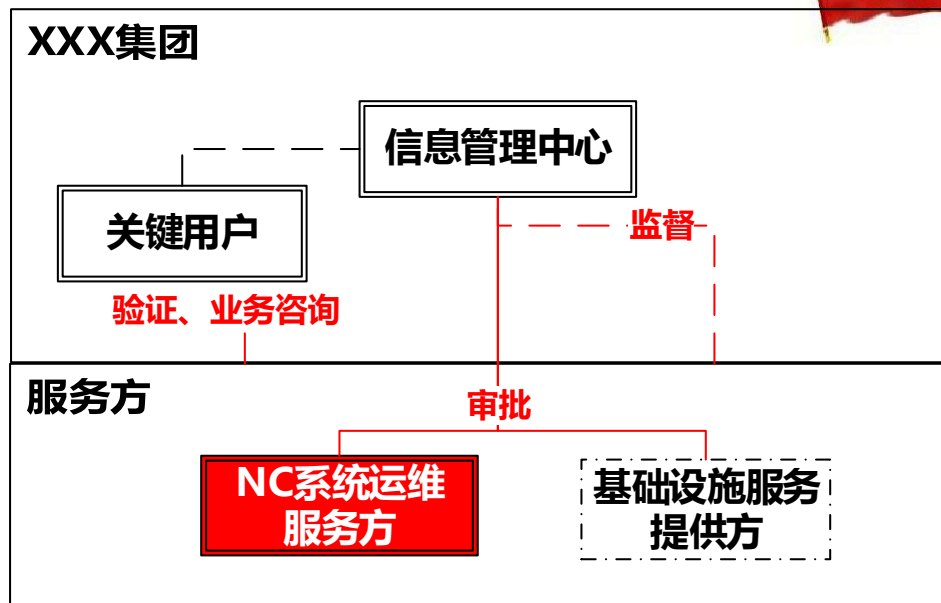 XXX集团
信息管理中心
关键用户
监督
验证、业务咨询
服务方
审批
NC系统运维
服务方
基础设施服务
提供方